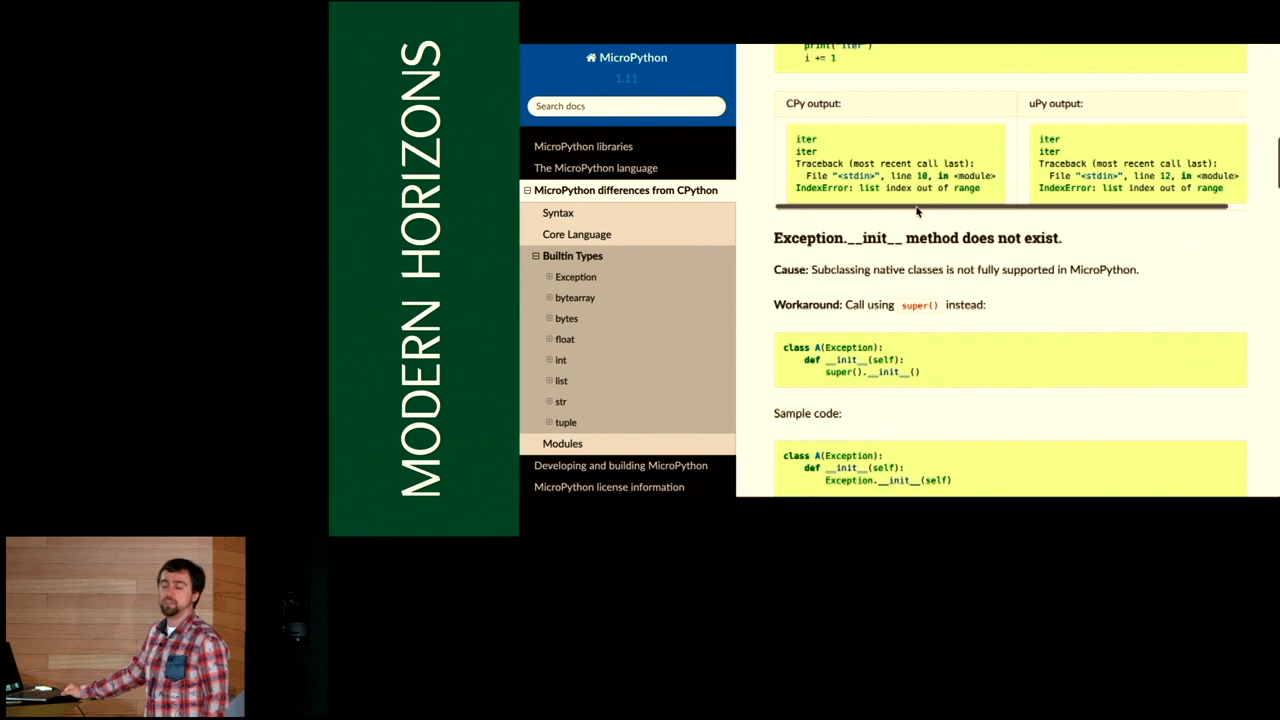 MODERN HORIZONS
MicroPython
1.11
Search docs
MicroPython libraries
The MicroPython language
MicroPython differences from CPython
Syntax
Core Language
Builtin Types
Exception
bytearray
bytes
float
int
list
str
tuple
Modules
Developing and building MicroPython
MicroPython license information
print("iter")
i += 1
CPy output:
iter
iter
Traceback (most recent call last):
File "<stdin>", line 10, in <module>
IndexError: list index out of range
uPy output:
iter
iter
Traceback (most recent call last):
File "<stdin>", line 12, in <module>
IndexError: list index out of range
Exception.__init__ method does not exist.
Cause: Subclassing native classes is not fully supported in MicroPython.
Workaround: Call using super() instead:
class A(Exception):
def __init__(self):
super().__init__()
Sample code:
class A(Exception):
def __init__(self):
Exception.__init__(self)